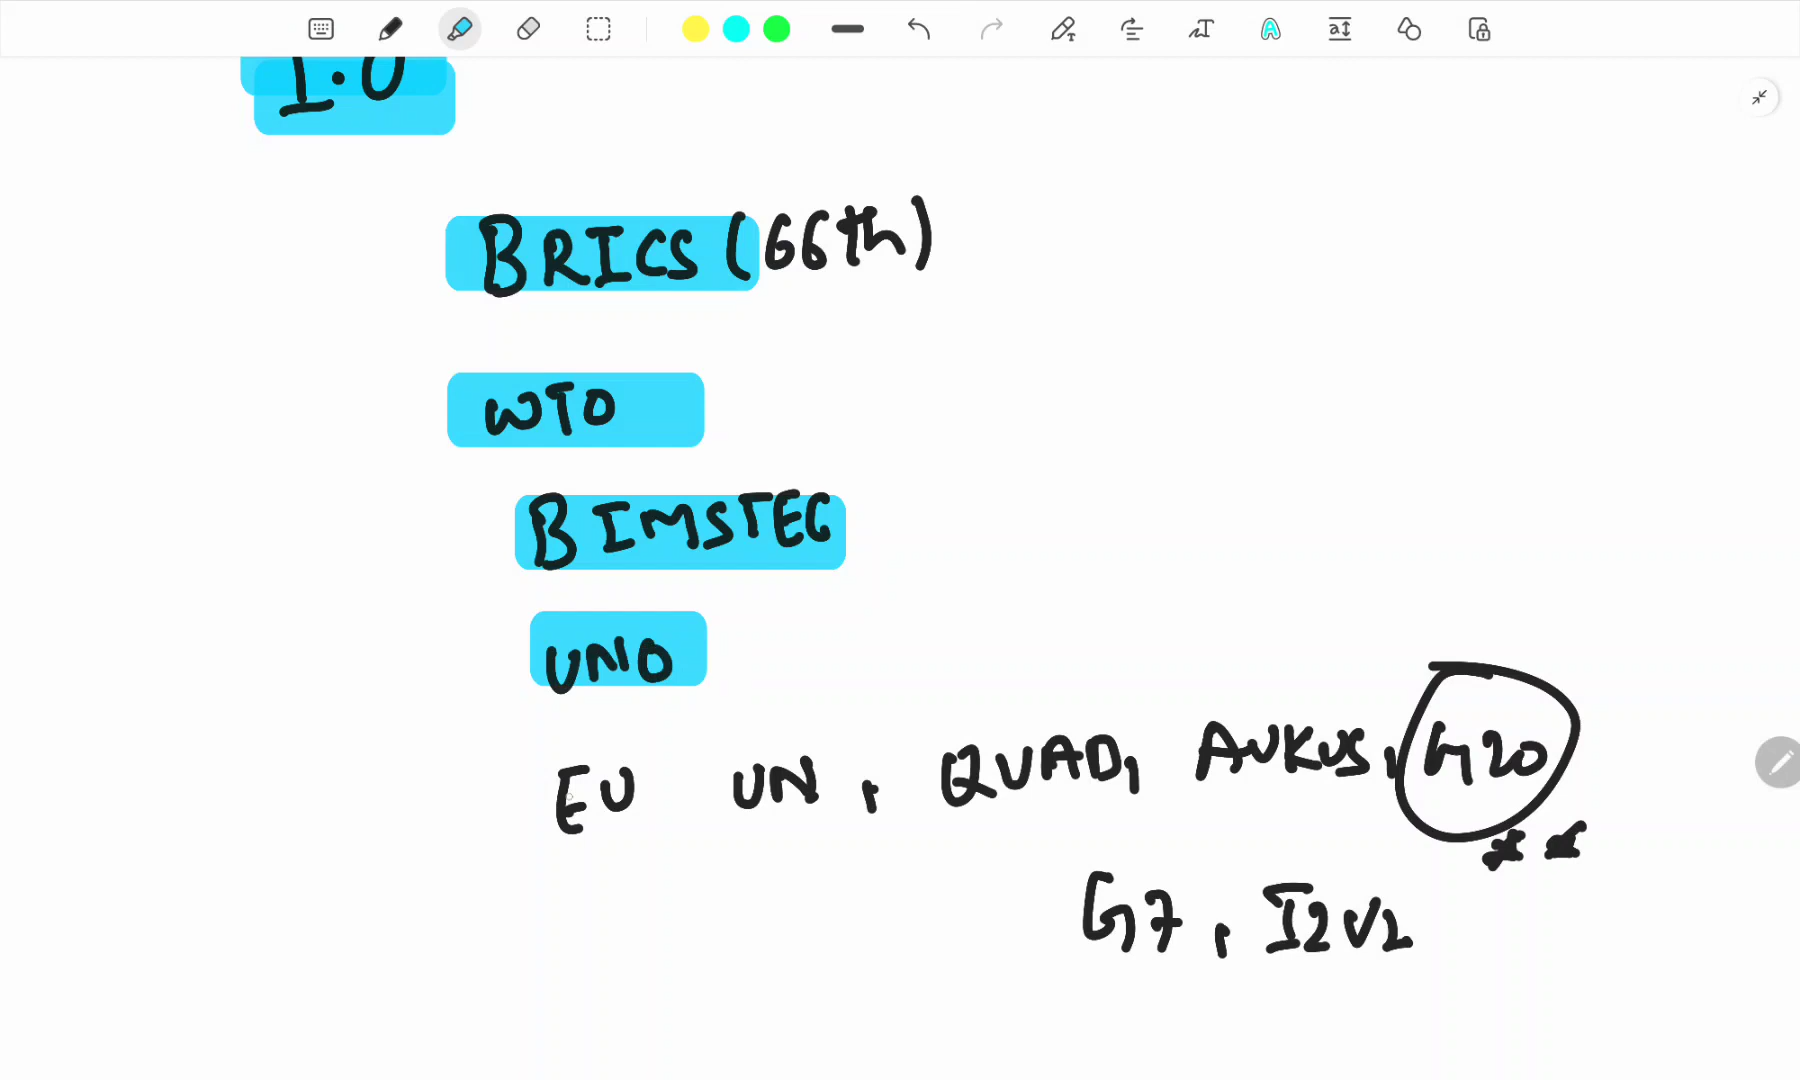 I.O
BRICS (66th)
WTO
BIMSTEC
UNO
EU UN, QUAD, AUKUS, G20
G7, I2U2